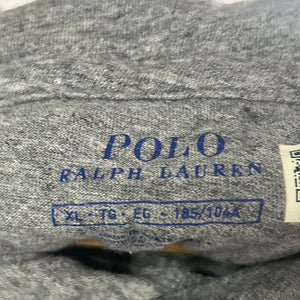 POLO
RALPH LAUREN
XL - TG - EG - 185/104A